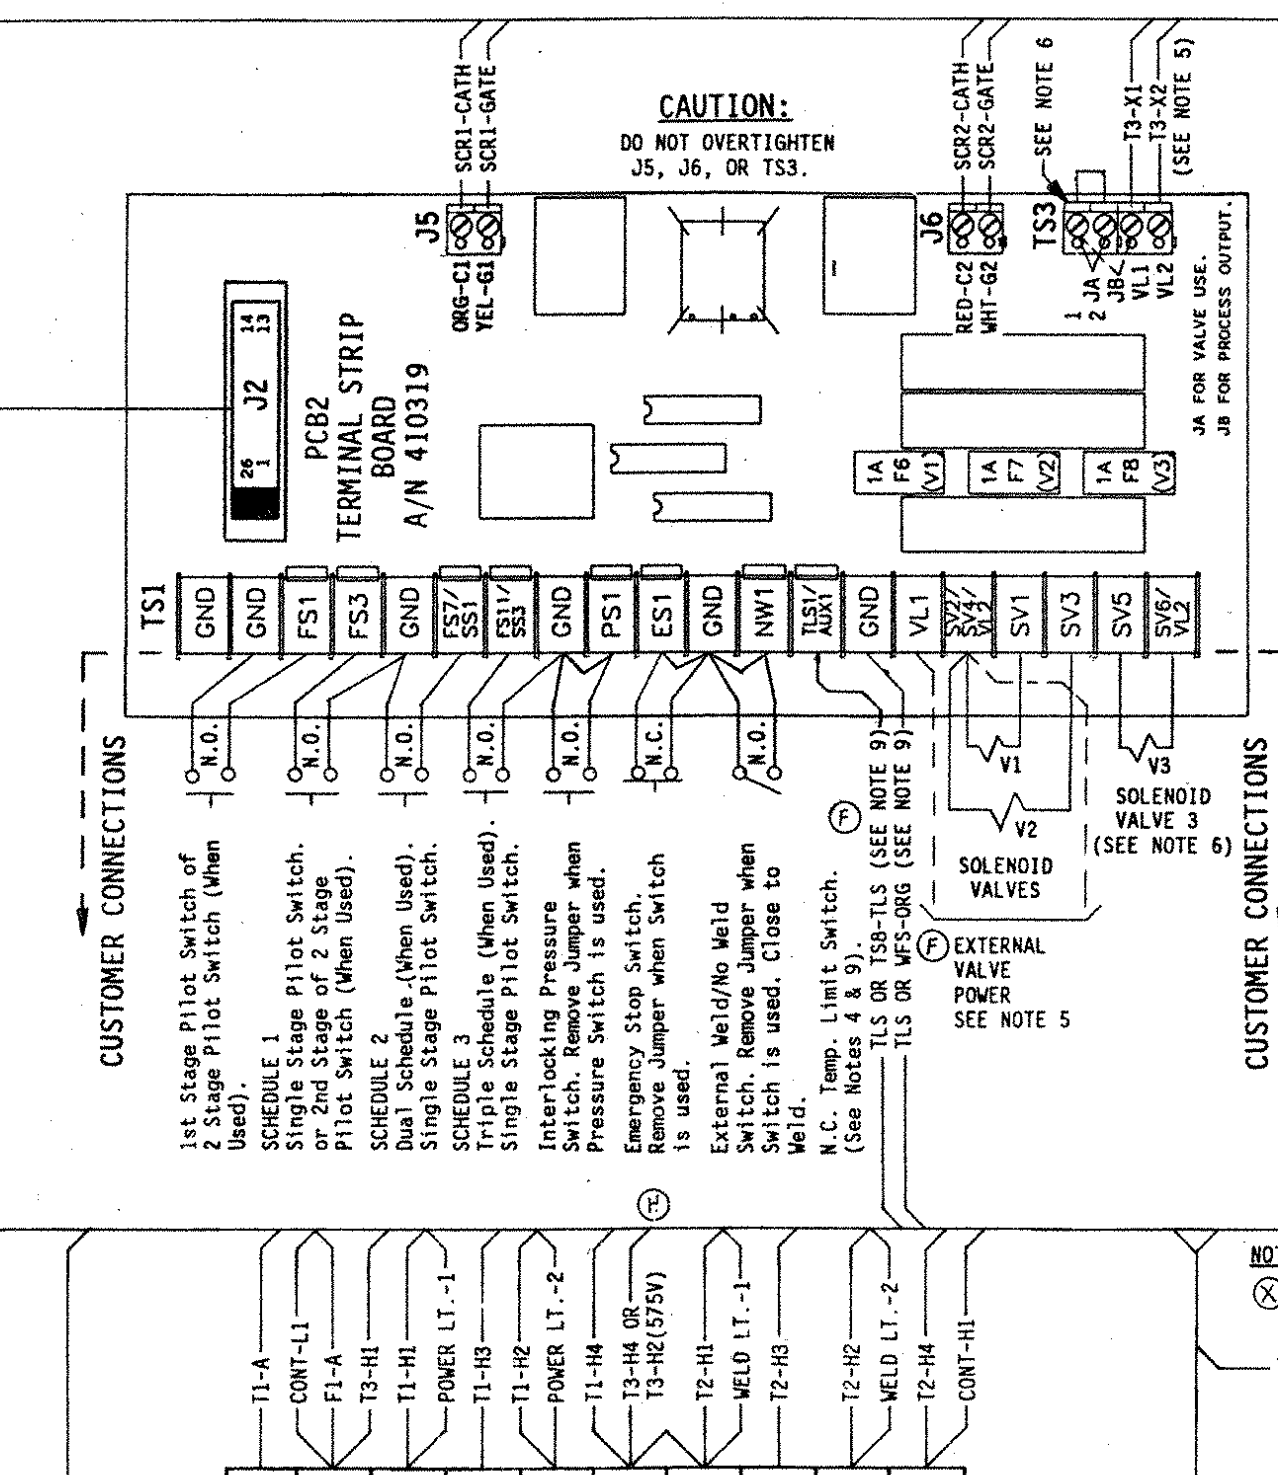 SCR1-CATH
SCR1-GATE
CAUTION:
DO NOT OVERTIGHTEN
J5, J6, OR TS3.
SCR2-CATH
SCR2-GATE
SEE NOTE 6
T3-X1
T3-X2
(SEE NOTE 5)
J5
ORG-C1
YEL-G1
J6
RED-C2
WHT-G2
TS3
1
2
JA
JB
VL1
VL2
JA FOR VALVE USE.
JB FOR PROCESS OUTPUT.
14
13
J2
26
1
PCB2
TERMINAL STRIP
BOARD
A/N 410319
1A
F6
(V1)
1A
F7
(V2)
1A
F8
(V3)
TS1
GND
GND
FS1
FS3
GND
FS7/
SS1
FS11/
SS3
GND
PS1
ES1
GND
NW1
TLS1/
AUX1
GND
VL1
SV2/
SV4/
VL2
SV1
SV3
SV5
SV6/
VL2
N.O.
N.O.
N.O.
N.O.
N.O.
N.C.
N.O.
V1
V2
V3
SOLENOID
VALVES
SOLENOID
VALVE 3
(SEE NOTE 6)
CUSTOMER CONNECTIONS
1st Stage Pilot Switch of
2 Stage Pilot Switch (When
Used).
SCHEDULE 1
Single Stage Pilot Switch.
or 2nd Stage of 2 Stage
Pilot Switch (When Used).
SCHEDULE 2
Dual Schedule (When Used).
Single Stage Pilot Switch.
SCHEDULE 3
Triple Schedule (When Used).
Single Stage Pilot Switch.
Interlocking Pressure
Switch. Remove Jumper when
Pressure Switch is used.
Emergency Stop Switch.
Remove Jumper when Switch
is used.
External Weld/No Weld
Switch. Remove Jumper when
Switch is used. Close to
Weld.
N.C. Temp. Limit Switch.
(See Notes 4 & 9).
F
TLS OR TS8-TLS (SEE NOTE 9)
TLS OR WFS-ORG (SEE NOTE 9)
F
EXTERNAL
VALVE
POWER
SEE NOTE 5
CUSTOMER CONNECTIONS
T1-A
CONT-L1
F1-A
T3-H1
T1-H1
POWER LT.-1
T1-H3
T1-H2
POWER LT.-2
T1-H4
T3-H4 OR
T3-H2(575V)
T2-H1
WELD LT.-1
T2-H3
T2-H2
WELD LT.-2
T2-H4
CONT-H1
X